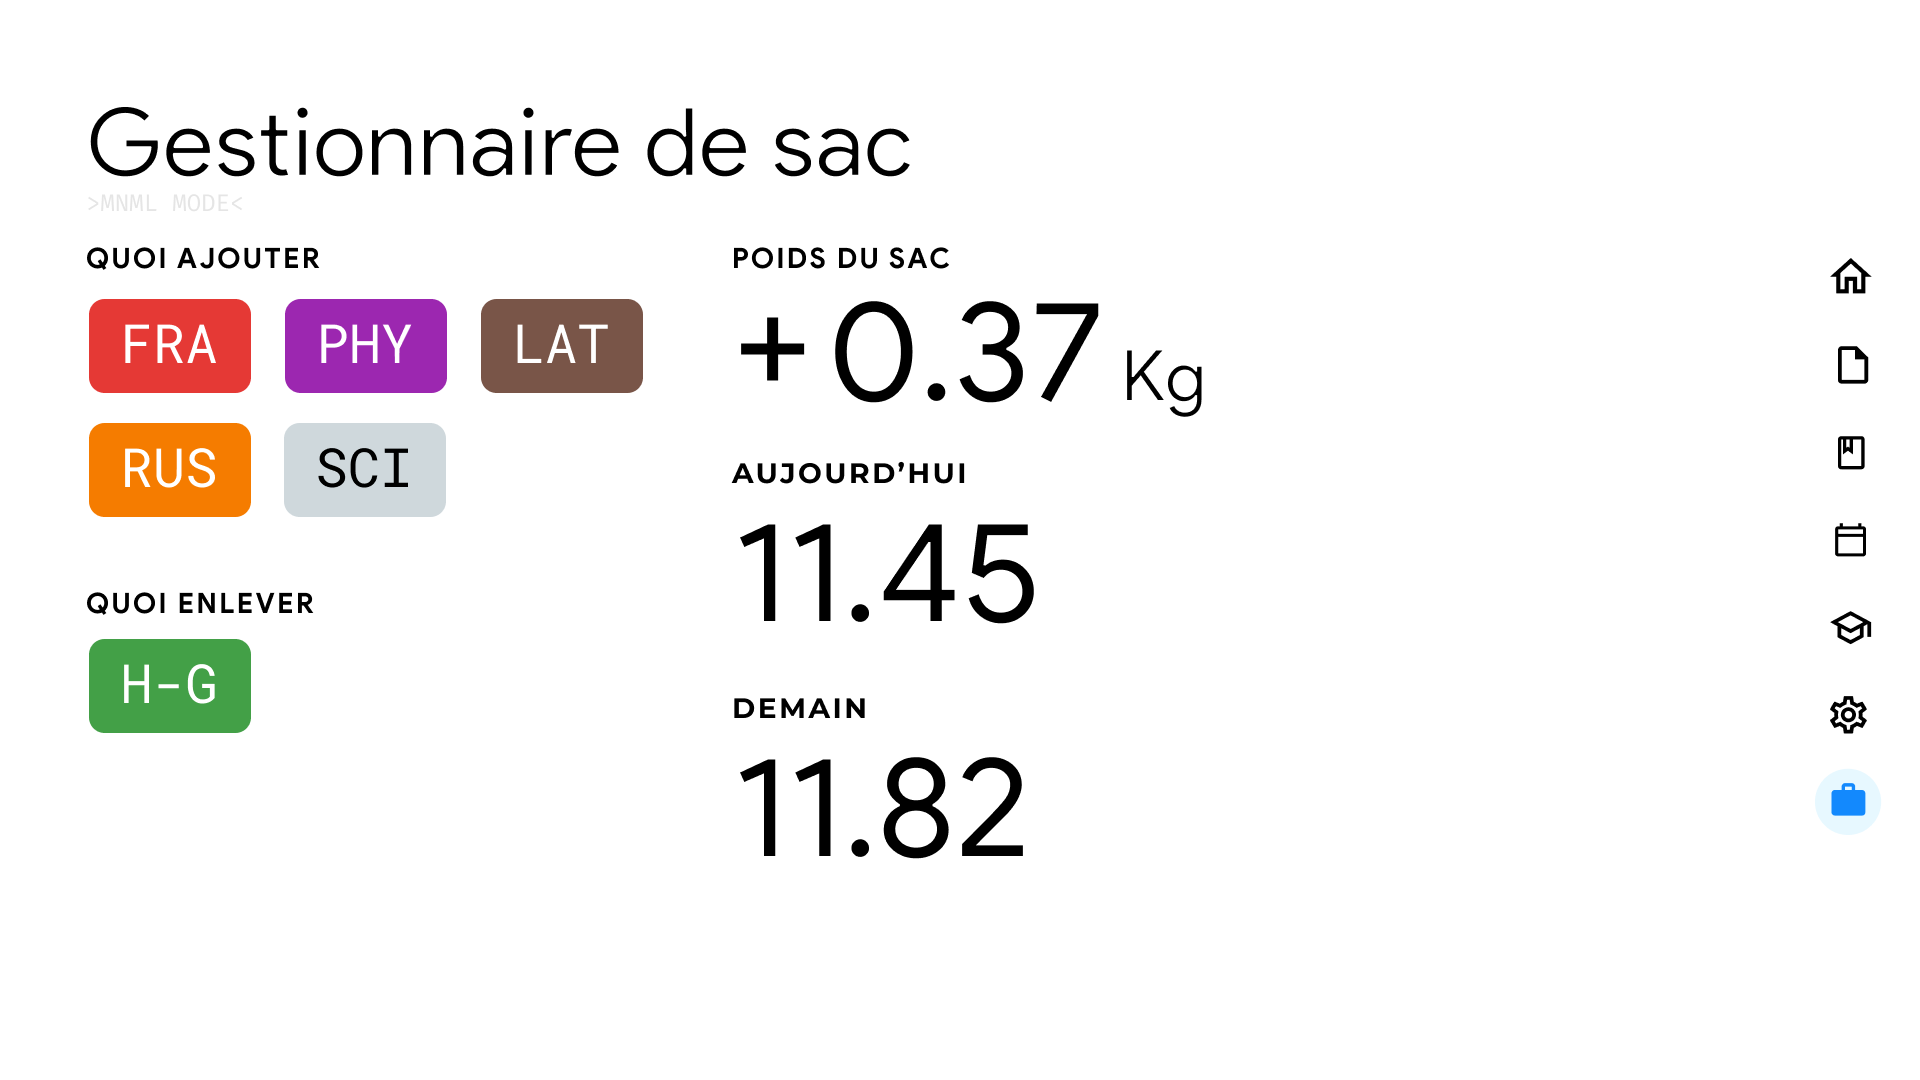 Gestionnaire de sac
>MNML MODE<
QUOI AJOUTER
FRA PHY LAT
RUS SCI
QUOI ENLEVER
H-G
POIDS DU SAC
+ 0.37 Kg
AUJOURD’HUI
11.45
DEMAIN
11.82